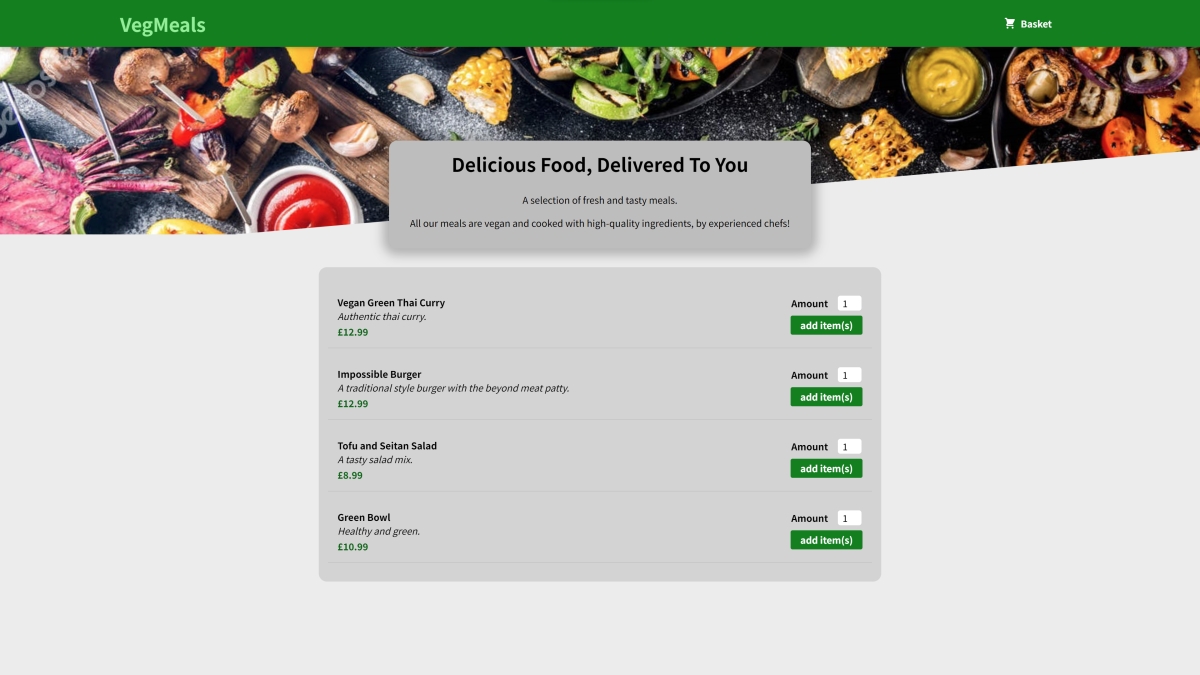 VegMeals
Basket
Delicious Food, Delivered To You
A selection of fresh and tasty meals.
All our meals are vegan and cooked with high-quality ingredients, by experienced chefs!
Vegan Green Thai Curry
Amount 1
Authentic thai curry.
add item(s)
£12.99
Impossible Burger
Amount 1
A traditional style burger with the beyond meat patty.
add item(s)
£12.99
Tofu and Seitan Salad
Amount 1
A tasty salad mix.
add item(s)
£8.99
Green Bowl
Amount 1
Healthy and green.
add item(s)
£10.99